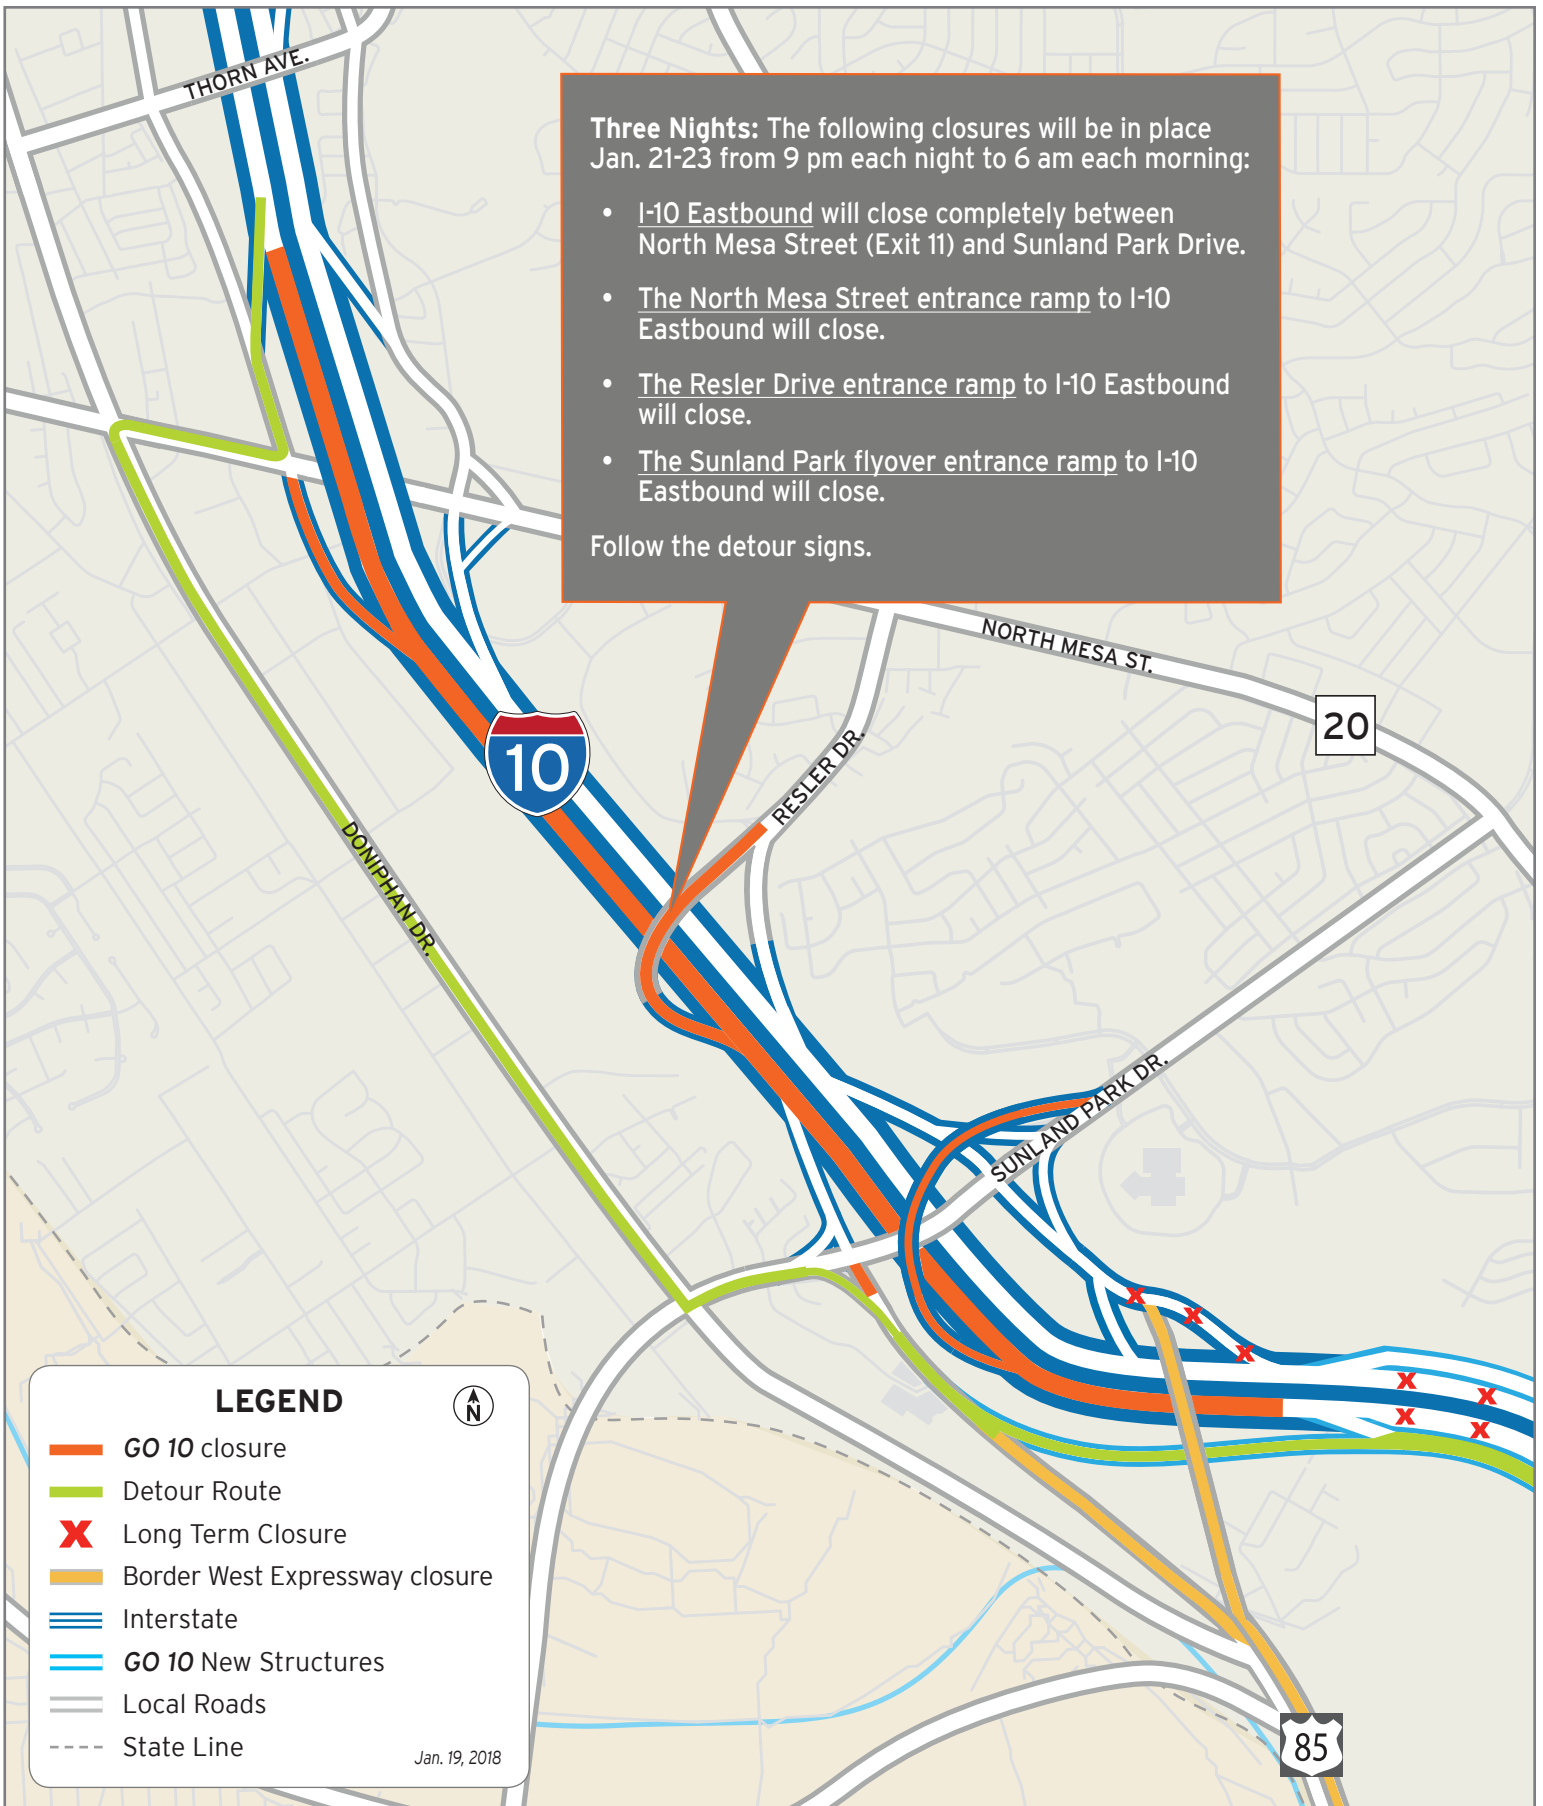 THORN AVE.
Three Nights: The following closures will be in place
Jan. 21-23 from 9 pm each night to 6 am each morning:
• I-10 Eastbound will close completely between
North Mesa Street (Exit 11) and Sunland Park Drive.
• The North Mesa Street entrance ramp to I-10
Eastbound will close.
• The Resler Drive entrance ramp to I-10 Eastbound
will close.
• The Sunland Park flyover entrance ramp to I-10
Eastbound will close.
Follow the detour signs.
NORTH MESA ST.
20
10
RESLER DR.
DONIPHAN DR.
SUNLAND PARK DR.
LEGEND
N
GO 10 closure
Detour Route
X Long Term Closure
Border West Expressway closure
Interstate
GO 10 New Structures
Local Roads
State Line
Jan. 19, 2018
85